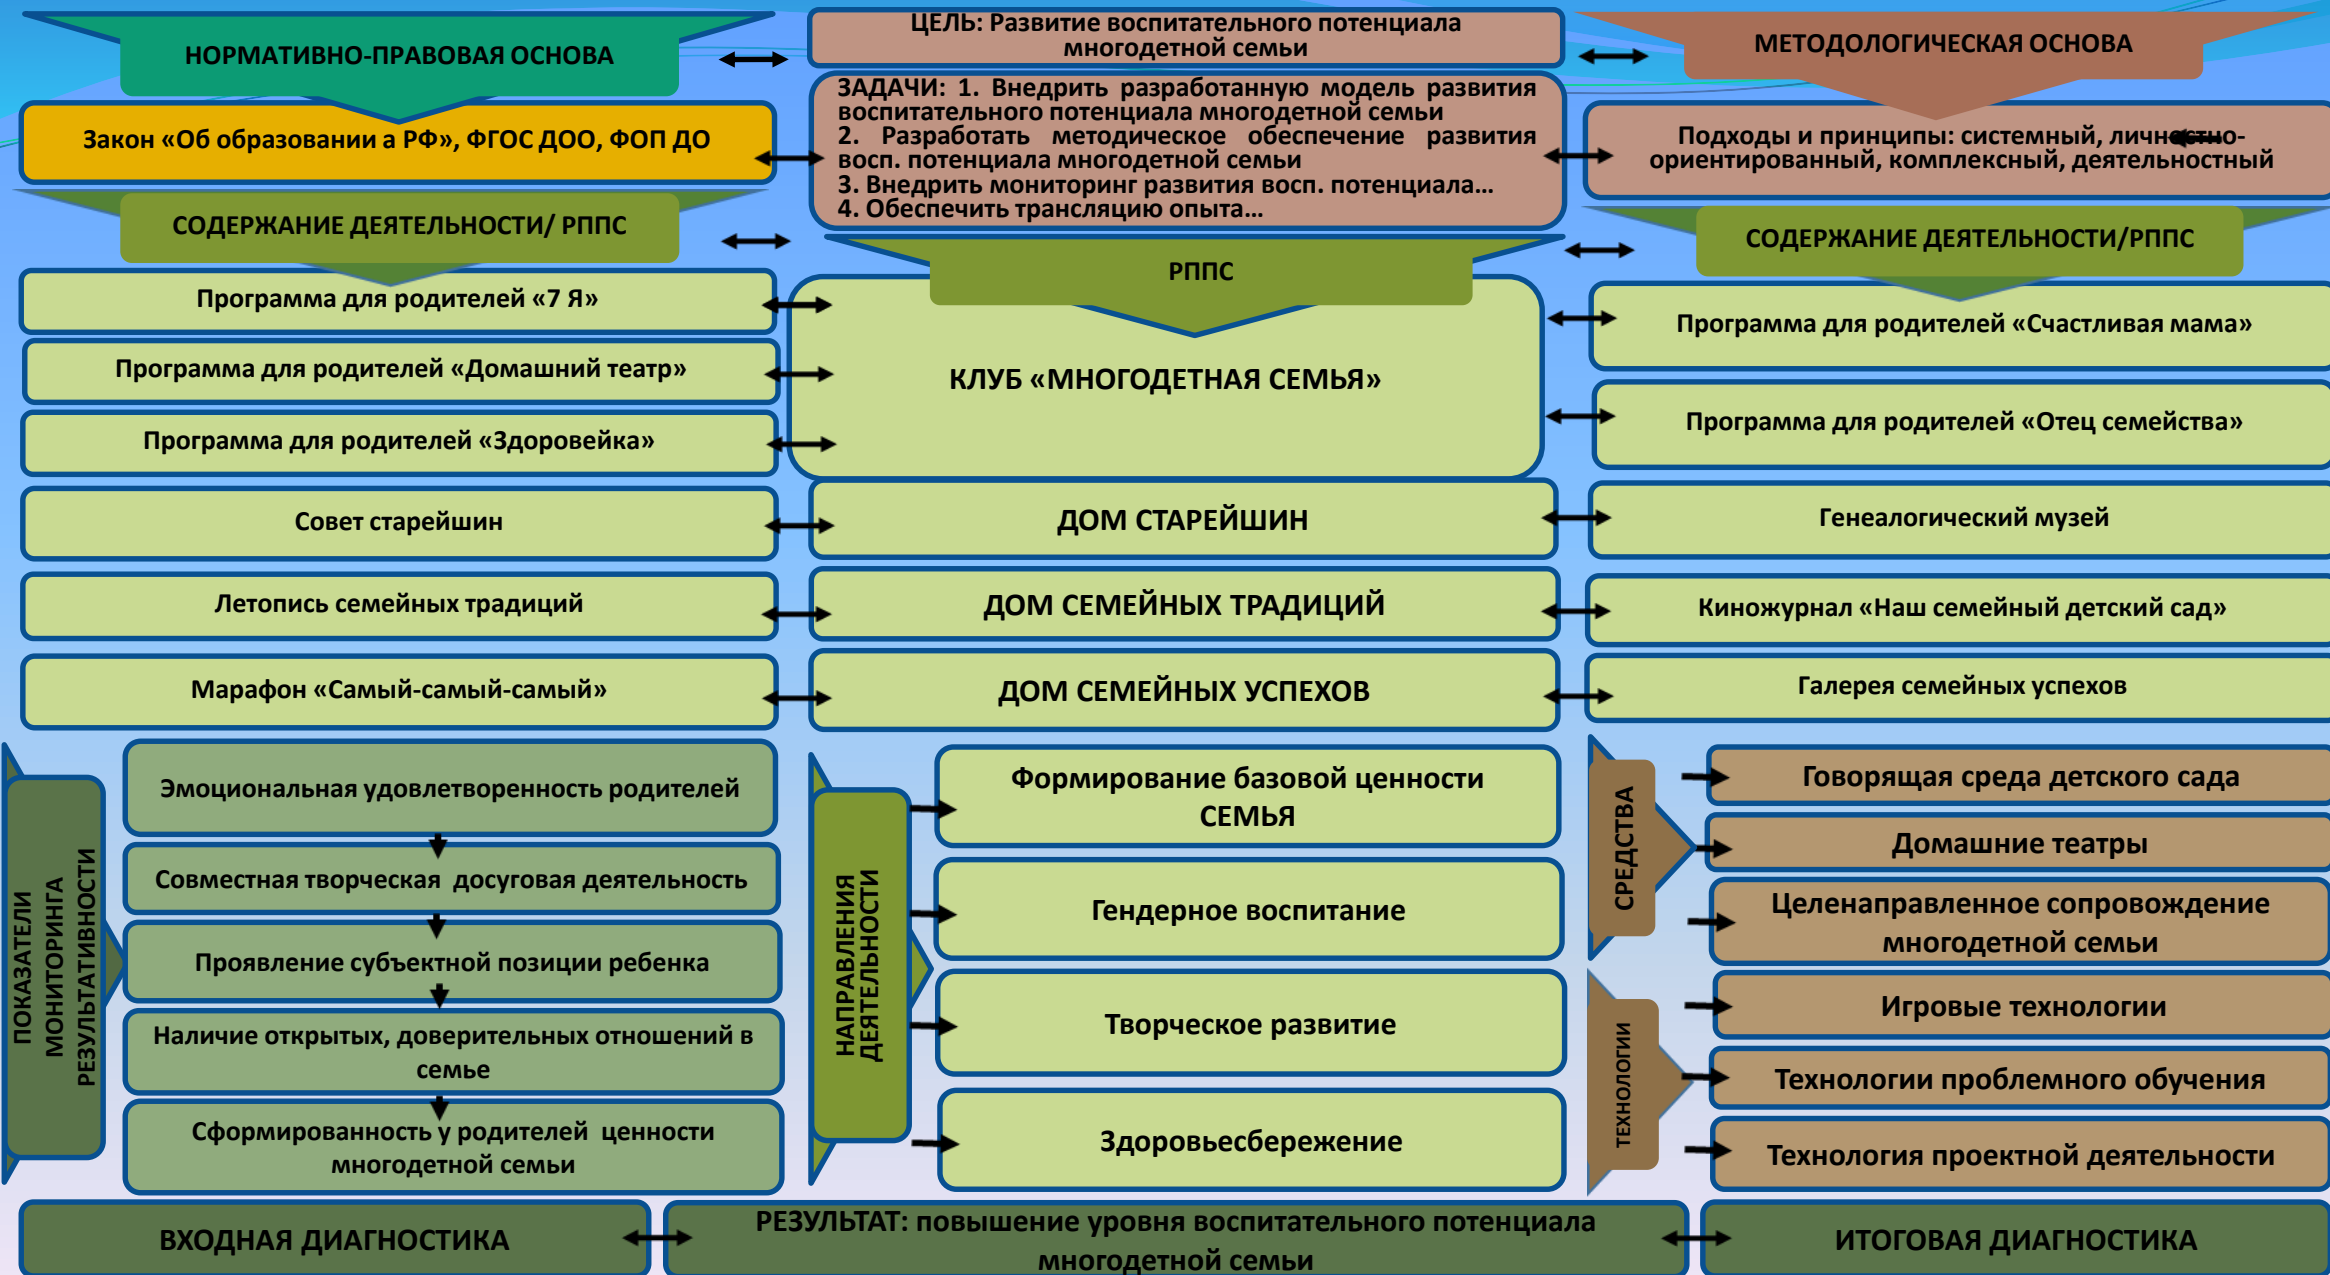 НОРМАТИВНО-ПРАВОВАЯ ОСНОВА
ЦЕЛЬ: Развитие воспитательного потенциала
многодетной семьи
МЕТОДОЛОГИЧЕСКАЯ ОСНОВА
Закон «Об образовании а РФ», ФГОС ДОО, ФОП ДО
ЗАДАЧИ: 1. Внедрить разработанную модель развития
воспитательного потенциала многодетной семьи
2. Разработать методическое обеспечение развития
восп. потенциала многодетной семьи
3. Внедрить мониторинг развития восп. потенциала…
4. Обеспечить трансляцию опыта…
Подходы и принципы: системный, личностно-
ориентированный, комплексный, деятельностный
СОДЕРЖАНИЕ ДЕЯТЕЛЬНОСТИ/ РППС
РППС
СОДЕРЖАНИЕ ДЕЯТЕЛЬНОСТИ/РППС
Программа для родителей «7 Я»
Программа для родителей «Домашний театр»
Программа для родителей «Здоровейка»
КЛУБ «МНОГОДЕТНАЯ СЕМЬЯ»
Программа для родителей «Счастливая мама»
Программа для родителей «Отец семейства»
Совет старейшин
ДОМ СТАРЕЙШИН
Генеалогический музей
Летопись семейных традиций
ДОМ СЕМЕЙНЫХ ТРАДИЦИЙ
Киножурнал «Наш семейный детский сад»
Марафон «Самый-самый-самый»
ДОМ СЕМЕЙНЫХ УСПЕХОВ
Галерея семейных успехов
ПОКАЗАТЕЛИ
МОНИТОРИНГА
РЕЗУЛЬТАТИВНОСТИ
Эмоциональная удовлетворенность родителей
Совместная творческая досуговая деятельность
Проявление субъектной позиции ребенка
Наличие открытых, доверительных отношений в
семье
Сформированность у родителей ценности
многодетной семьи
НАПРАВЛЕНИЯ
ДЕЯТЕЛЬНОСТИ
Формирование базовой ценности
СЕМЬЯ
Гендерное воспитание
Творческое развитие
Здоровьесбережение
СРЕДСТВА
Говорящая среда детского сада
Домашние театры
Целенаправленное сопровождение
многодетной семьи
ТЕХНОЛОГИИ
Игровые технологии
Технологии проблемного обучения
Технология проектной деятельности
ВХОДНАЯ ДИАГНОСТИКА
РЕЗУЛЬТАТ: повышение уровня воспитательного потенциала
многодетной семьи
ИТОГОВАЯ ДИАГНОСТИКА